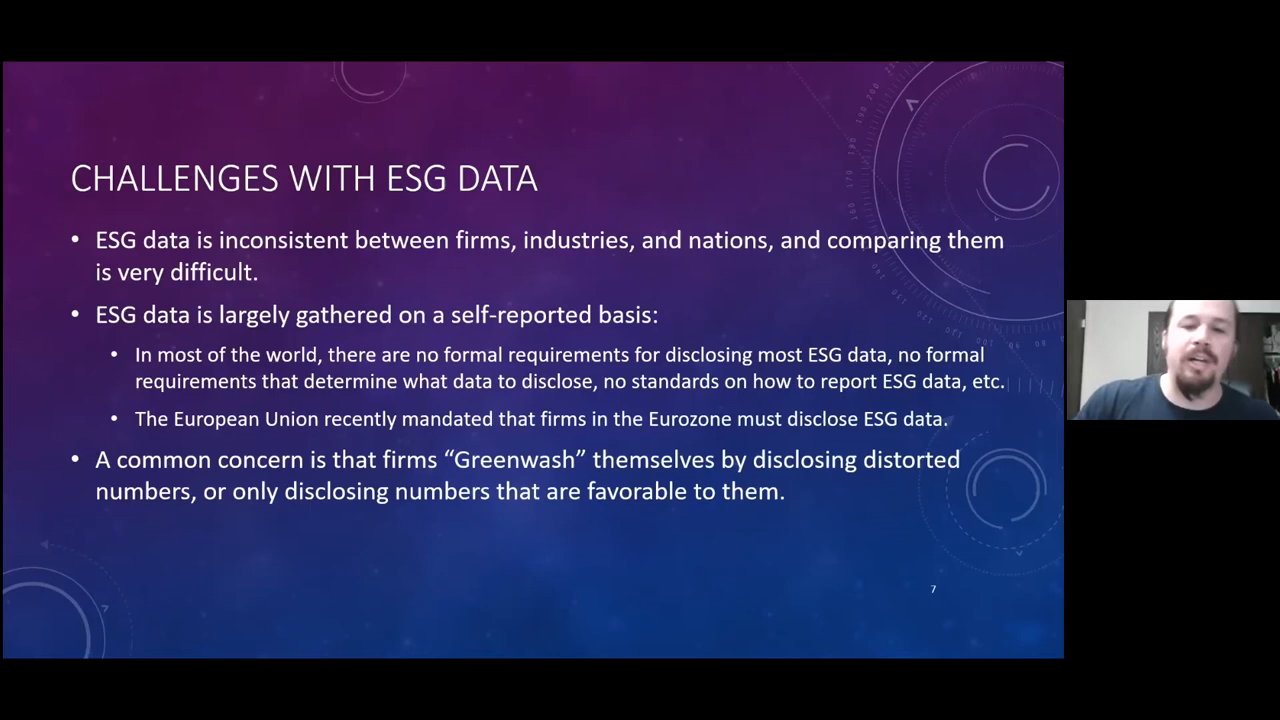 CHALLENGES WITH ESG DATA
• ESG data is inconsistent between firms, industries, and nations, and comparing them
is very difficult.
• ESG data is largely gathered on a self-reported basis:
• In most of the world, there are no formal requirements for disclosing most ESG data, no formal
requirements that determine what data to disclose, no standards on how to report ESG data, etc.
• The European Union recently mandated that firms in the Eurozone must disclose ESG data.
• A common concern is that firms “Greenwash” themselves by disclosing distorted
numbers, or only disclosing numbers that are favorable to them.
7